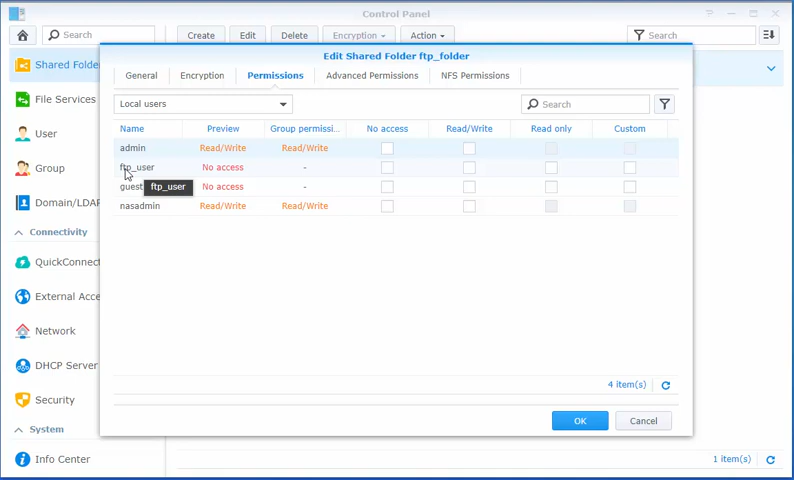 Control Panel
Search
Create
Edit
Delete
Encryption
Action
Search
Shared Folder
File Services
User
Group
Domain/LDAP
Connectivity
QuickConnect
External Acce
Network
DHCP Server
Security
System
Info Center
Edit Shared Folder ftp_folder
General Encryption Permissions Advanced Permissions NFS Permissions
Local users
Search
Name Preview Group permissi... No access Read/Write Read only Custom
admin Read/Write Read/Write
ftp_user No access -
guest No access -
ftp_user
nasadmin Read/Write Read/Write
4 item(s)
OK Cancel
1 item(s)